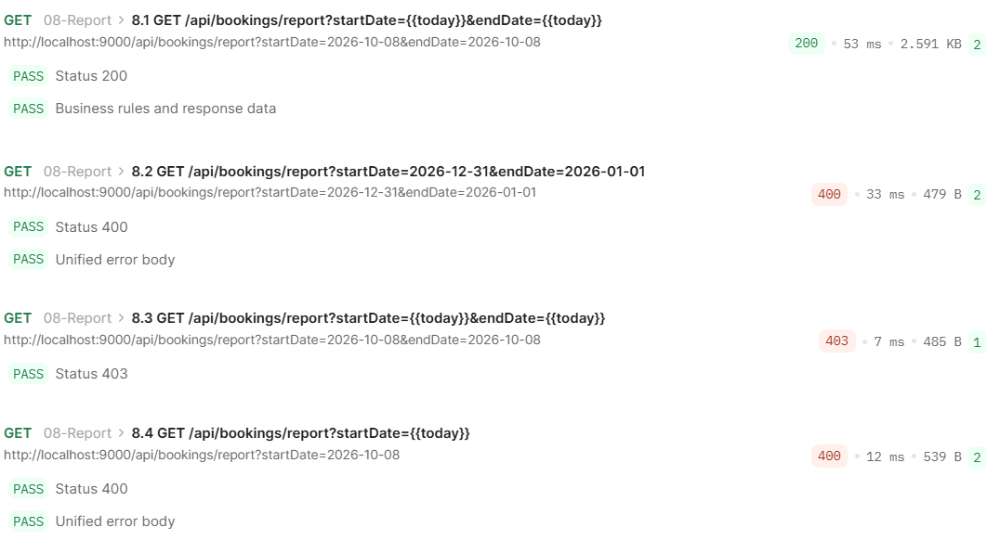 GET 08-Report > 8.1 GET /api/bookings/report?startDate={{today}}&endDate={{today}}
http://localhost:9000/api/bookings/report?startDate=2026-10-08&endDate=2026-10-08
200 • 53 ms • 2.591 KB 2
PASS Status 200
PASS Business rules and response data
GET 08-Report > 8.2 GET /api/bookings/report?startDate=2026-12-31&endDate=2026-01-01
http://localhost:9000/api/bookings/report?startDate=2026-12-31&endDate=2026-01-01
400 • 33 ms • 479 B 2
PASS Status 400
PASS Unified error body
GET 08-Report > 8.3 GET /api/bookings/report?startDate={{today}}&endDate={{today}}
http://localhost:9000/api/bookings/report?startDate=2026-10-08&endDate=2026-10-08
403 • 7 ms • 485 B 1
PASS Status 403
GET 08-Report > 8.4 GET /api/bookings/report?startDate={{today}}
http://localhost:9000/api/bookings/report?startDate=2026-10-08
400 • 12 ms • 539 B 2
PASS Status 400
PASS Unified error body